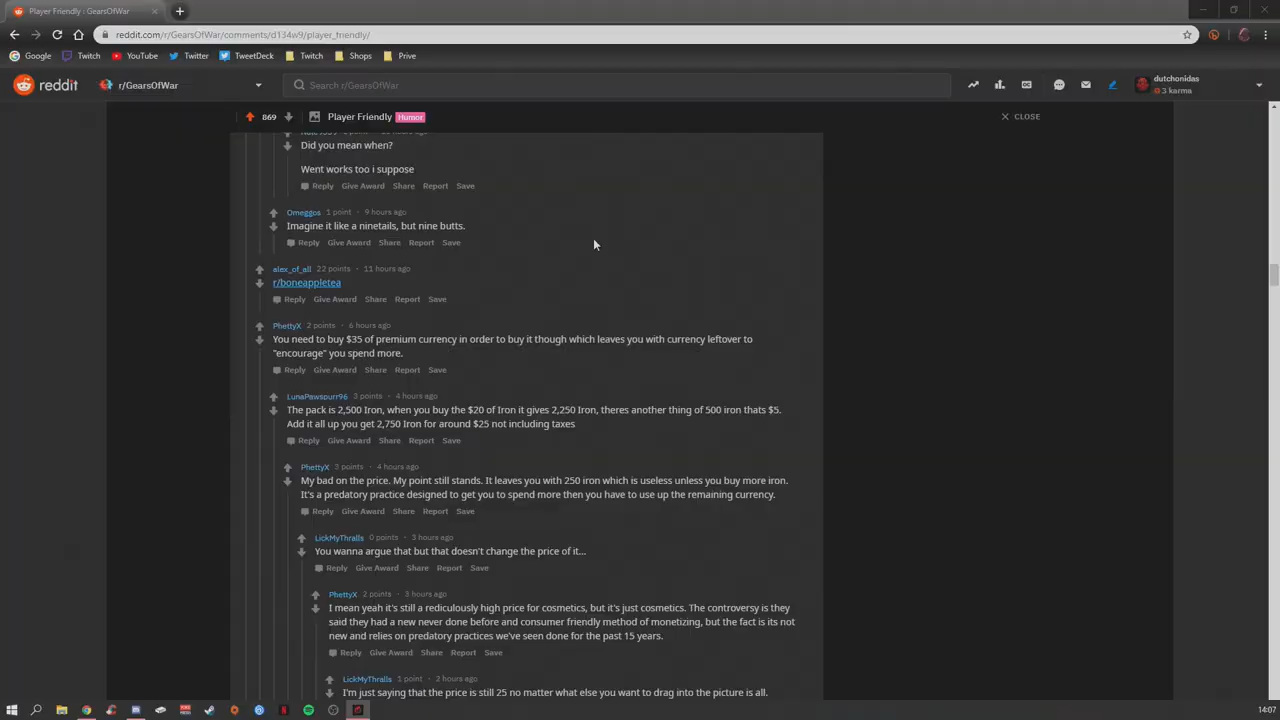 Player Friendly : GearsOfWar
reddit.com/r/GearsOfWar/comments/d134w9/player_friendly/
Google Twitch YouTube Twitter TweetDeck Twitch Shops Prive
reddit r/GearsOfWar Search r/GearsOfWar dutchonidas
3 karma
869 Player Friendly Humor CLOSE
Did you mean when?
Went works too i suppose
Reply Give Award Share Report Save
Omeggos 1 point · 9 hours ago
Imagine it like a ninetails, but nine butts.
Reply Give Award Share Report Save
alex_of_all 22 points · 11 hours ago
r/boneappletea
Reply Give Award Share Report Save
PhettyX 2 points · 6 hours ago
You need to buy $35 of premium currency in order to buy it though which leaves you with currency leftover to
"encourage" you spend more.
Reply Give Award Share Report Save
LunaPawspurr96 3 points · 4 hours ago
The pack is 2,500 Iron, when you buy the $20 of Iron it gives 2,250 Iron, theres another thing of 500 iron thats $5.
Add it all up you get 2,750 Iron for around $25 not including taxes
Reply Give Award Share Report Save
PhettyX 3 points · 4 hours ago
My bad on the price. My point still stands. It leaves you with 250 iron which is useless unless you buy more iron.
It's a predatory practice designed to get you to spend more then you have to use up the remaining currency.
Reply Give Award Share Report Save
LickMyThralls 0 points · 3 hours ago
You wanna argue that but that doesn't change the price of it...
Reply Give Award Share Report Save
PhettyX 2 points · 3 hours ago
I mean yeah it's still a rediculously high price for cosmetics, but it's just cosmetics. The controversy is they
said they had a new never done before and consumer friendly method of monetizing, but the fact is its not
new and relies on predatory practices we've seen done for the past 15 years.
Reply Give Award Share Report Save
LickMyThralls 1 point · 2 hours ago
I'm just saying that the price is still 25 no matter what else you want to drag into the picture is all.
14:07